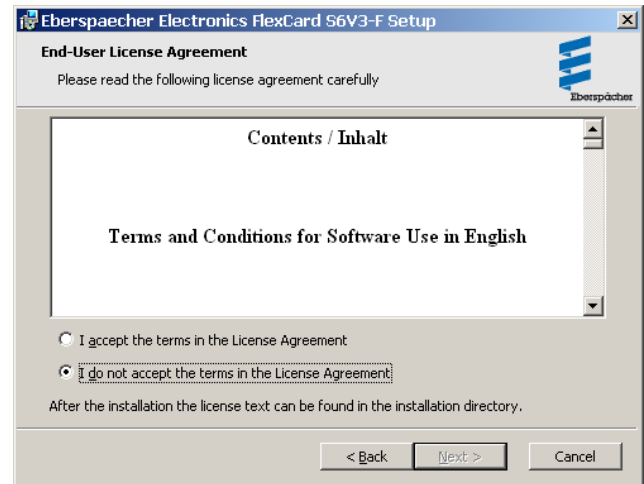 Eberspaecher Electronics FlexCard S6V3-F Setup
End-User License Agreement
Please read the following license agreement carefully
Eberspächer
Contents / Inhalt
Terms and Conditions for Software Use in English
I accept the terms in the License Agreement
I do not accept the terms in the License Agreement
After the installation the license text can be found in the installation directory.
< Back
Next >
Cancel